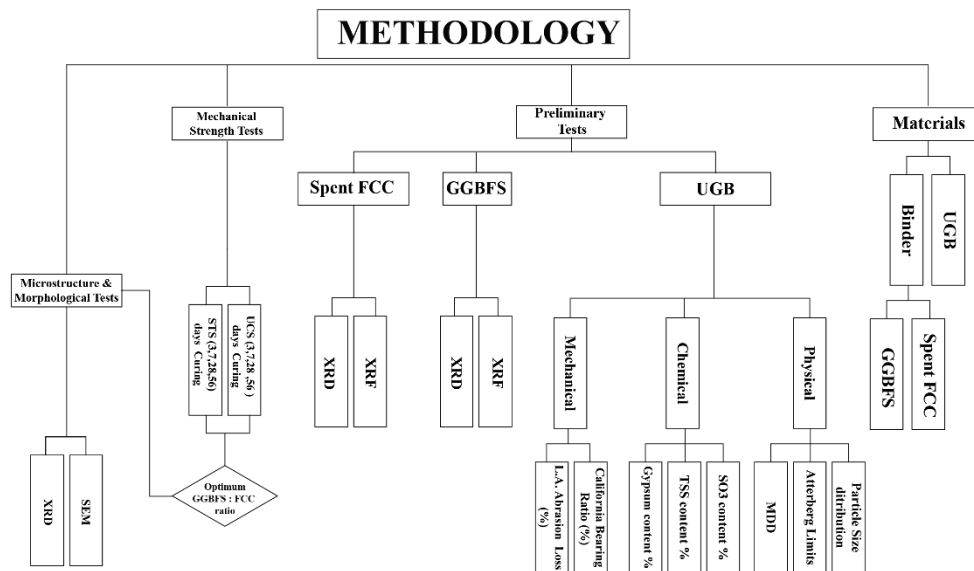 METHODOLOGY
Mechanical
Strength Tests
Preliminary
Tests
Materials
Spent FCC
GGBFS
UGB
Binder
UGB
Microstructure &
Morphological Tests
STS (3,7,28,56)
days Curing
UCS (3,7,28 ,56 )
days Curing
XRD
XRF
XRD
XRF
Mechanical
Chemical
Physical
GGBFS
Spent FCC
XRD
SEM
Optimum
GGBFS : FCC
ratio
L.A. Abrasion Loss
(%)
California Bearing
Ratio (%)
Gypsum content %
TSS content %
SO3 content %
MDD
Atterberg Limits
Particle Size
ditribution